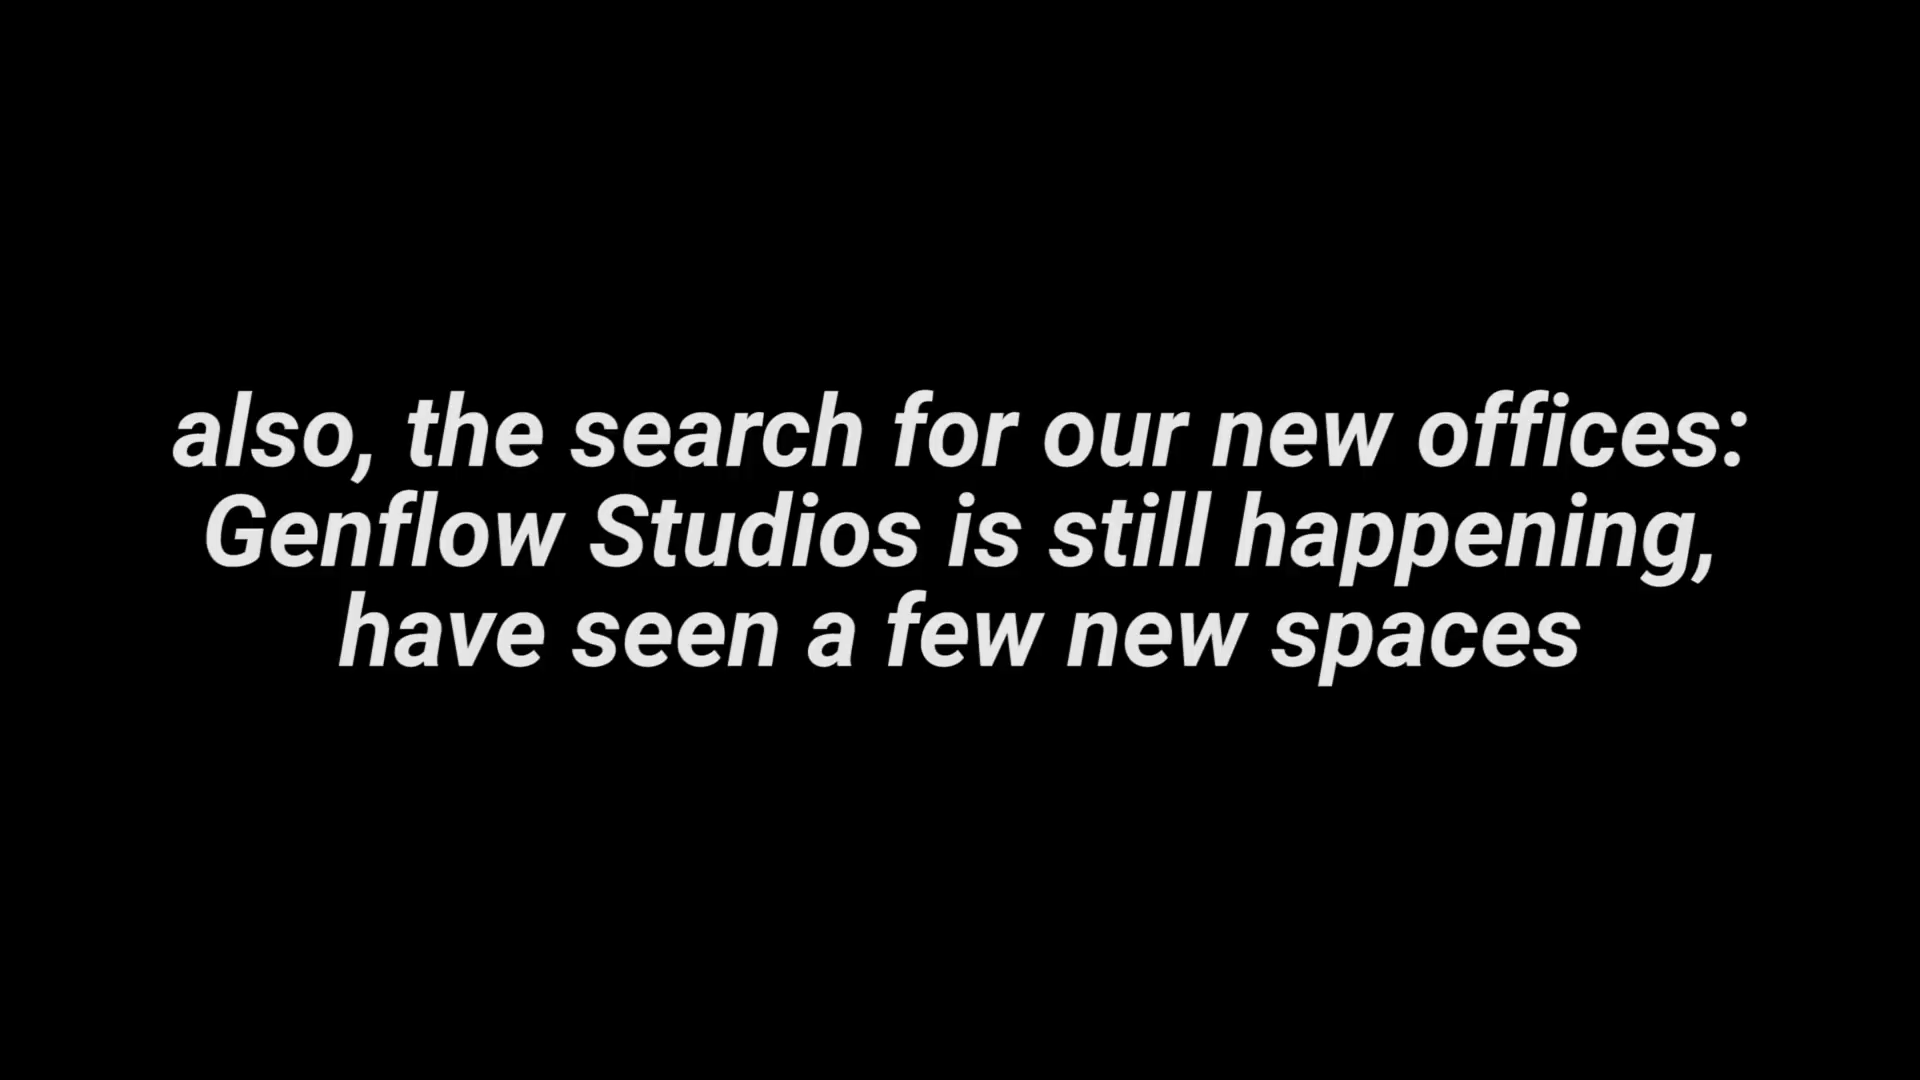 also, the search for our new offices:
Genflow Studios is still happening,
have seen a few new spaces